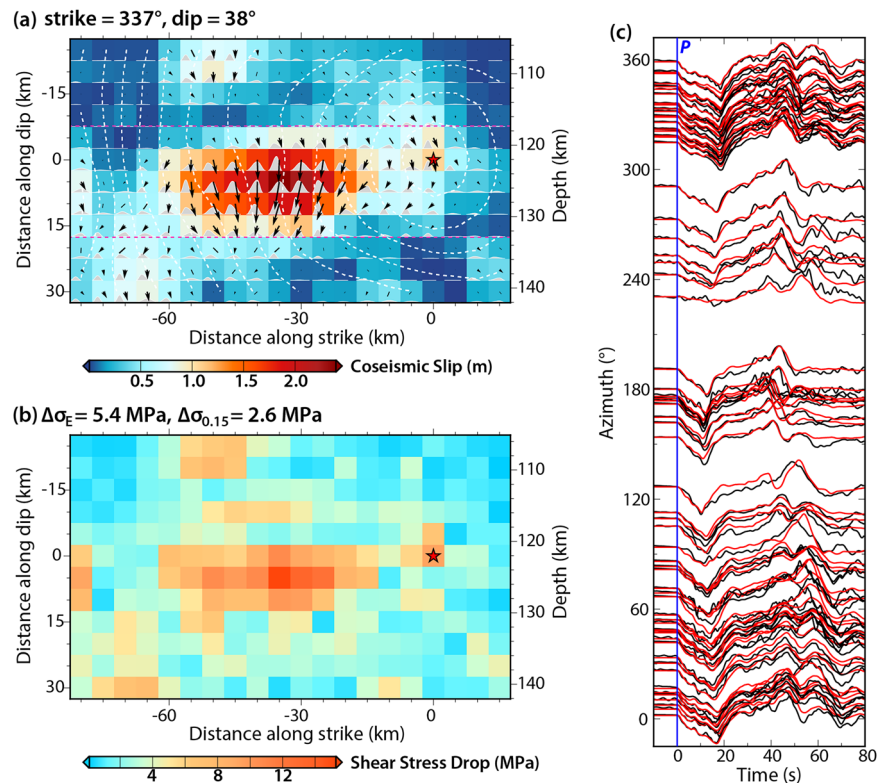 (a) strike = 337°, dip = 38°
Distance along dip (km)
-15
0
15
30
110
120
130
140
Depth (km)
-60
-30
0
Distance along strike (km)
0.5
1.0
1.5
2.0
Coseismic Slip (m)
(b) ΔσE = 5.4 MPa, Δσ0.15 = 2.6 MPa
Distance along dip (km)
-15
0
15
30
110
120
130
140
Depth (km)
-60
-30
0
Distance along strike (km)
4
8
12
Shear Stress Drop (MPa)
(c)
P
Azimuth (°)
360
300
240
180
120
60
0
0
20
40
60
80
Time (s)